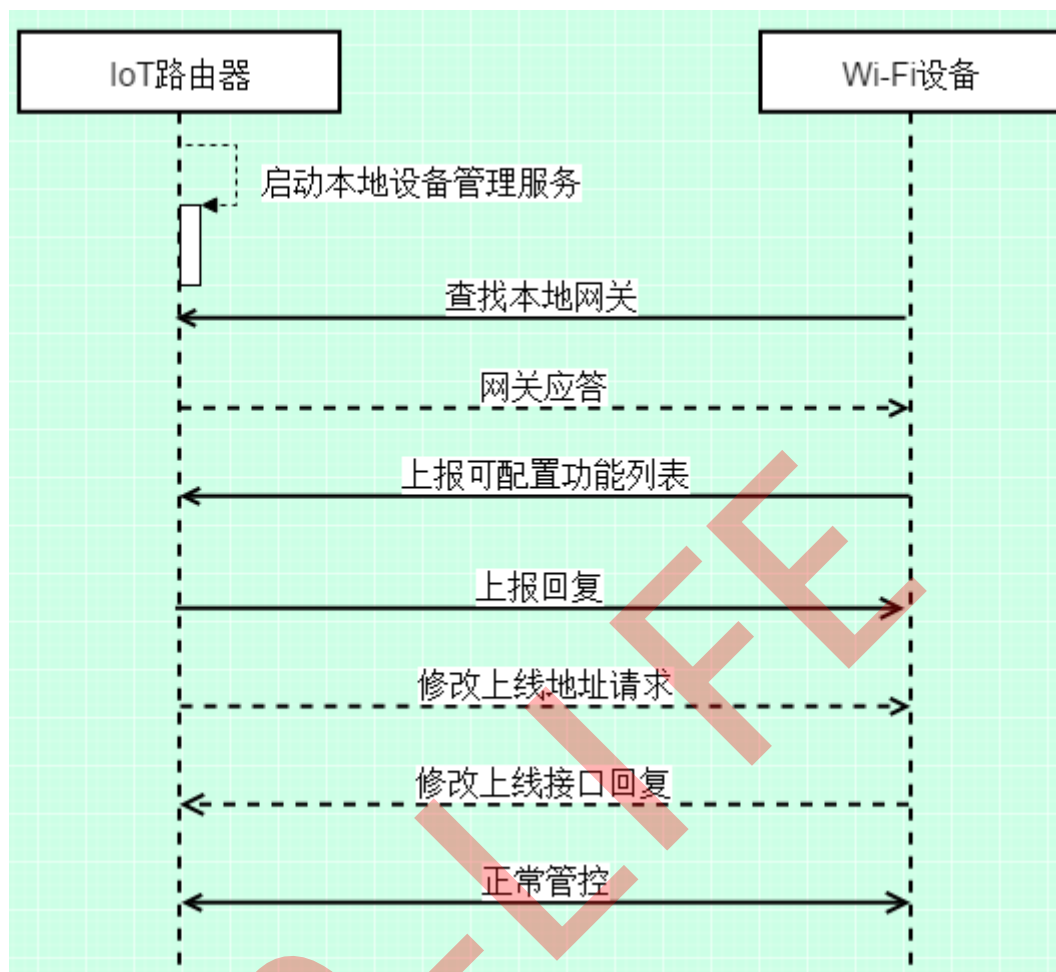 IoT路由器
Wi-Fi设备
启动本地设备管理服务
查找本地网关
网关应答
上报可配置功能列表
上报回复
修改上线地址请求
修改上线接口回复
正常管控
-LIFE